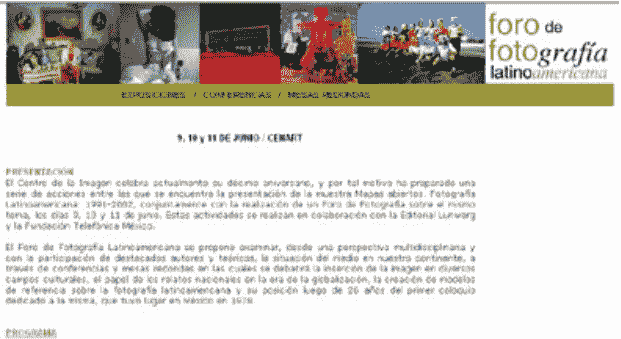 foro de
fotografía
latinoamericana
EXPOSICIONES / CONFERENCIAS / MESAS REDONDAS
9, 10 y 11 DE JUNIO / CENART
PRESENTACIÓN
El Centro de la Imagen celebra actualmente su décimo aniversario, y por tal motivo ha preparado una
serie de acciones entre las que se encuentra la presentación de la muestra Mapas abiertos. Fotografía
Latinoamericana 1991-2002, conjuntamente con la realización de un Foro de Fotografía sobre el mismo
tema, los días 9, 10 y 11 de junio. Estas actividades se realizan en colaboración con la Editorial Lunwerg
y la Fundación Telefónica México.
El Foro de Fotografía Latinoamericana se propone examinar, desde una perspectiva multidisciplinaria y
con la participación de destacados autores y teóricos, la situación del medio en nuestro continente, a
través de conferencias y mesas redondas en las cuales se debatirá la inserción de la imagen en diversos
campos culturales, el papel de los relatos nacionales en la era de la globalización, la creación de modelos
de referencia sobre la fotografía latinoamericana y su posición luego de 26 años del primer coloquio
dedicado a la misma, que tuvo lugar en México en 1978.
PROGRAMA